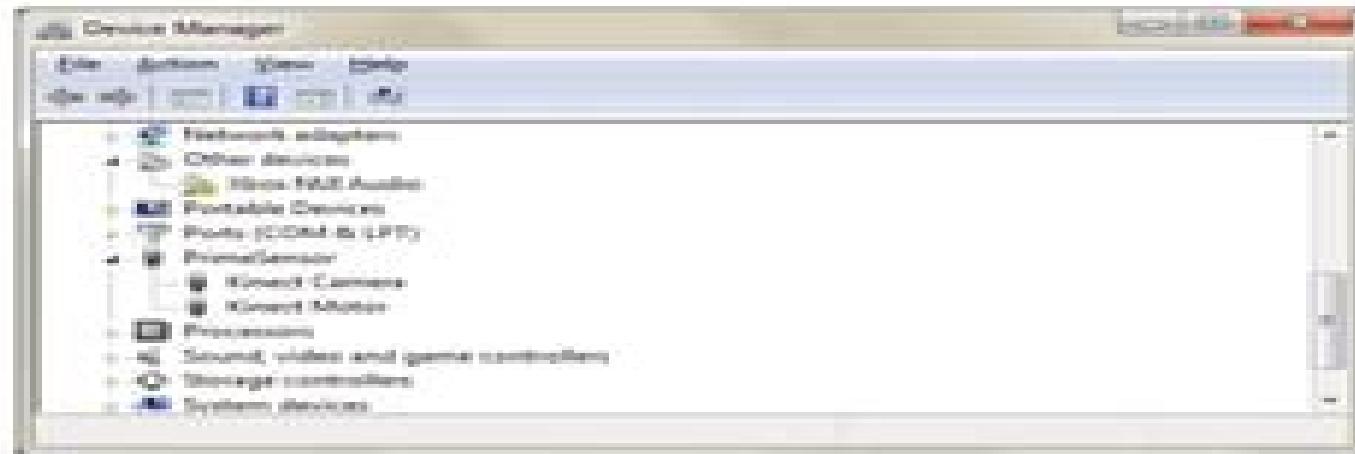 Device Manager
File Action View Help
Network adapters
Other devices
Xbox NUI Audio
Portable Devices
Ports (COM & LPT)
PrimeSensor
Kinect Camera
Kinect Motor
Processors
Sound, video and game controllers
Storage controllers
System devices